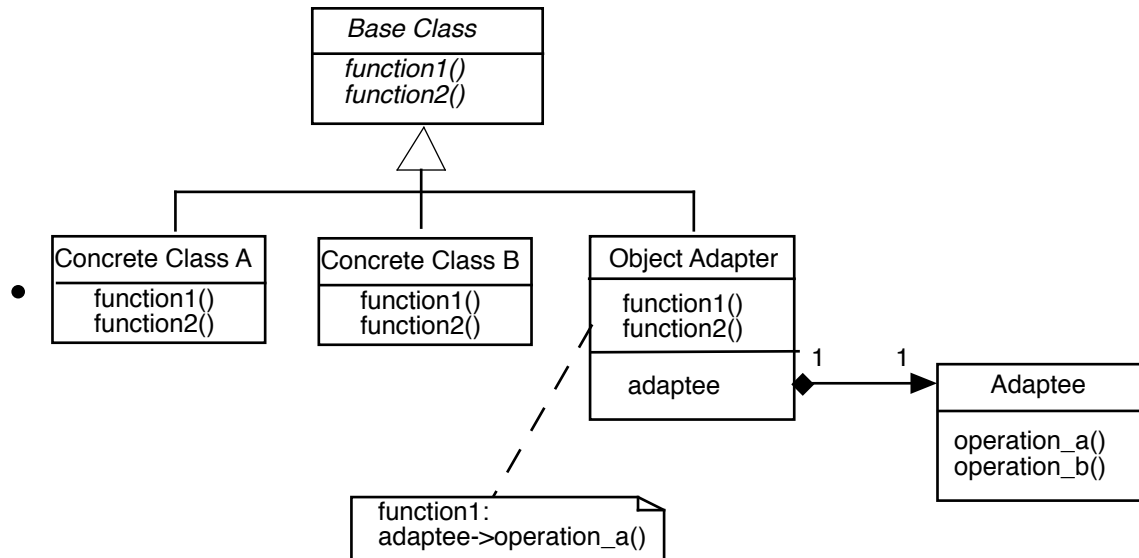 Base Class
function1()
function2()
Concrete Class A
function1()
function2()
Concrete Class B
function1()
function2()
Object Adapter
function1()
function2()
adaptee
1
1
Adaptee
operation_a()
operation_b()
function1:
adaptee->operation_a()